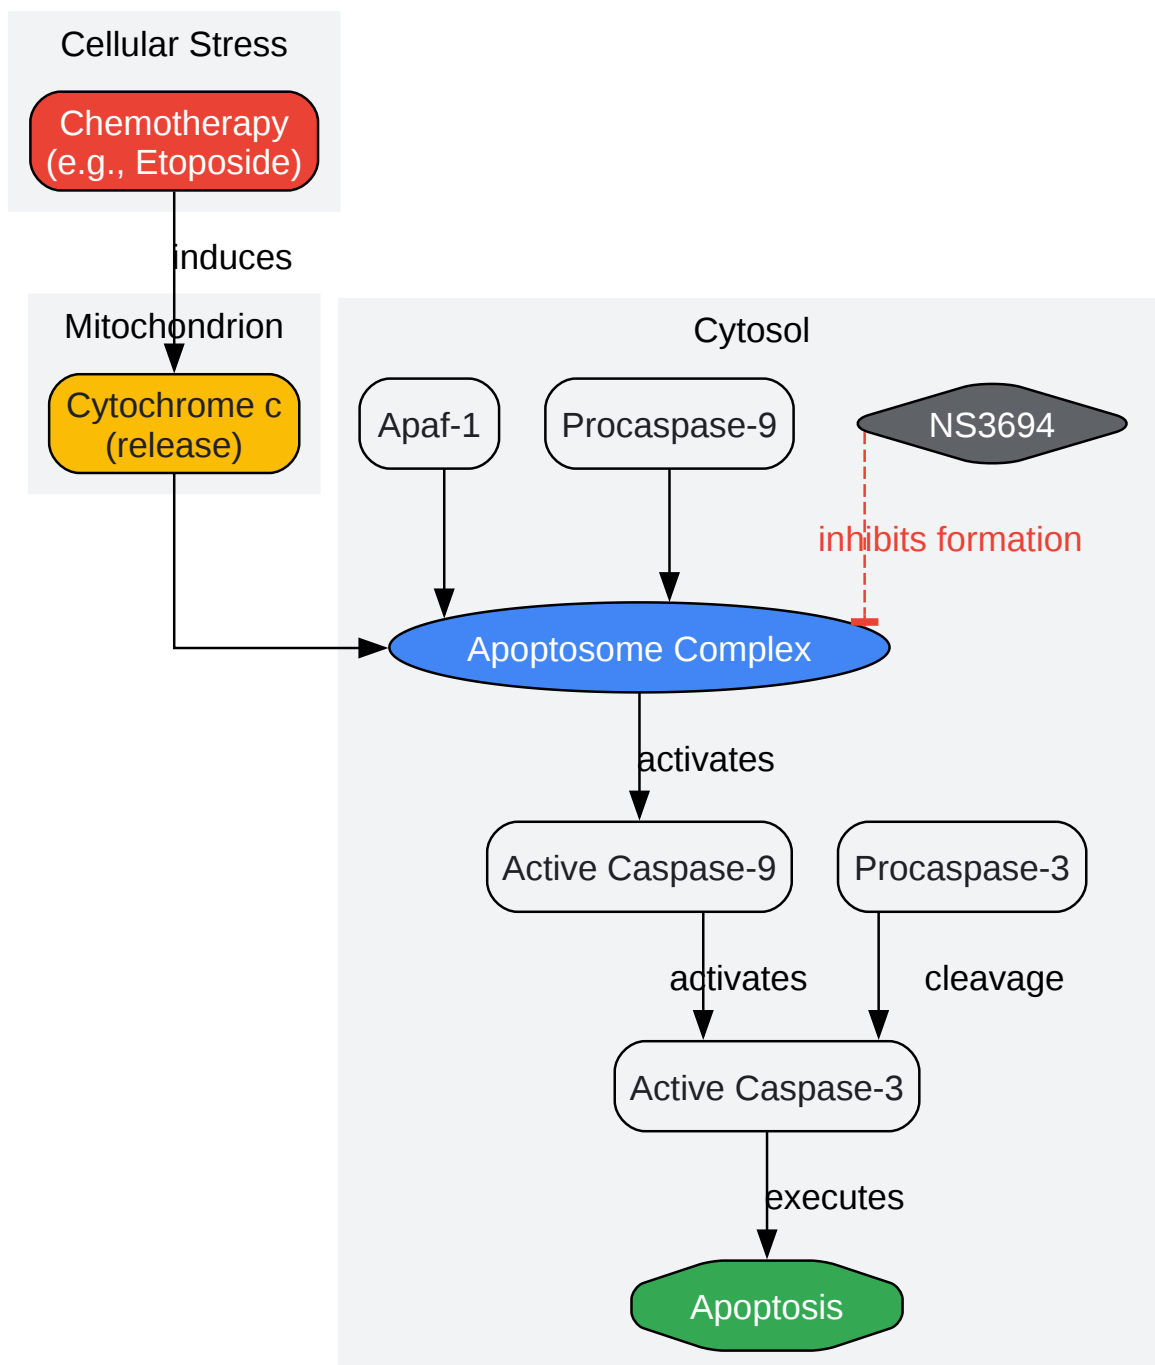 Cellular Stress
Chemotherapy
(e.g., Etoposide)
induces
Mitochondrion
Cytochrome c
(release)
Cytosol
Apaf-1
Procaspase-9
NS3694
inhibits formation
Apoptosome Complex
activates
Active Caspase-9
Procaspase-3
activates
cleavage
Active Caspase-3
executes
Apoptosis